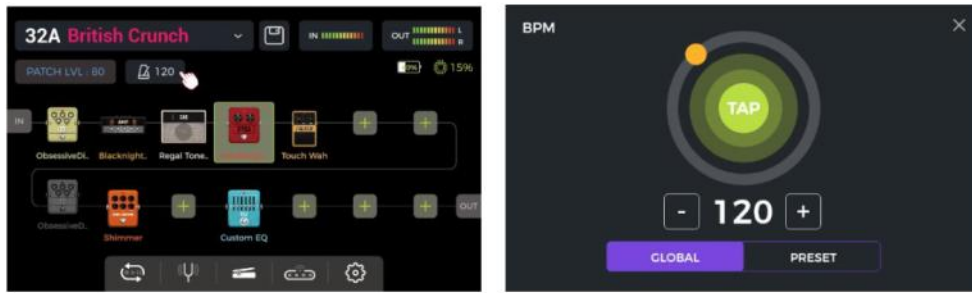 32A British Crunch
IN
OUT
L
R
PATCH LVL : 80
120
15%
IN
ObsessiveDi..
Blacknight..
Regal Tone..
Touch Wah
ObsessiveD..
Shimmer
Custom EQ
OUT
BPM
TAP
- 120 +
GLOBAL
PRESET